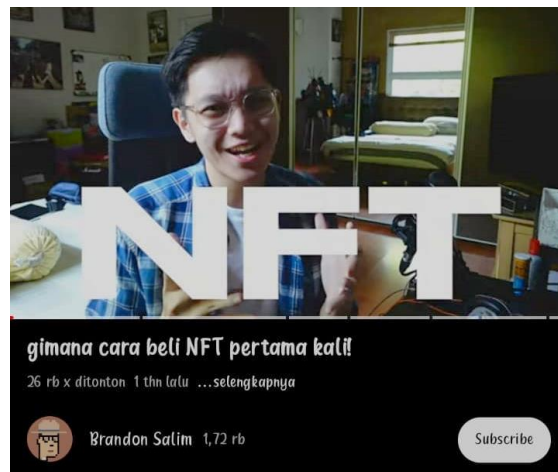 NFT
gimana cara beli NFT pertama kali!
26 rb x ditonton 1 thn lalu ...selengkapnya
Brandon Salim 1,72 rb Subscribe